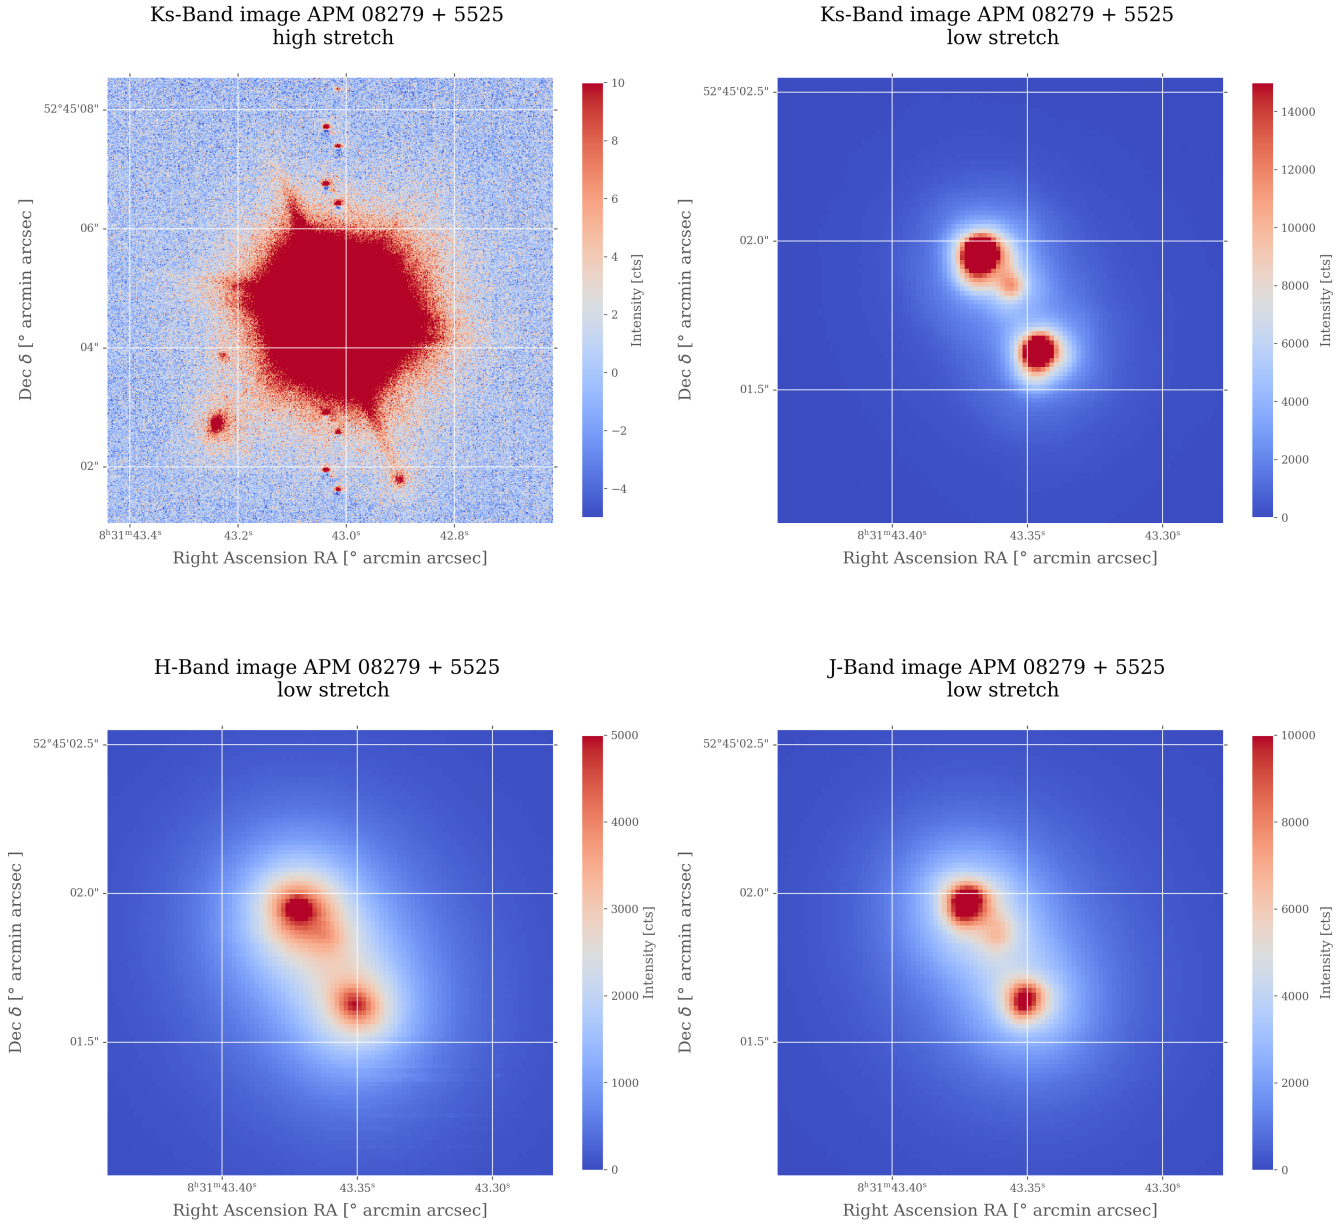 Ks-Band image APM 08279 + 5525
high stretch
52°45'08"
06"
04"
02"
Dec δ [° arcmin arcsec ]
8ʰ31ᵐ43.4ˢ
43.2ˢ
43.0ˢ
42.8ˢ
Right Ascension RA [° arcmin arcsec]
10
8
6
4
2
0
−2
−4
Intensity [cts]
Ks-Band image APM 08279 + 5525
low stretch
52°45'02.5"
02.0"
01.5"
Dec δ [° arcmin arcsec ]
8ʰ31ᵐ43.40ˢ
43.35ˢ
43.30ˢ
Right Ascension RA [° arcmin arcsec]
14000
12000
10000
8000
6000
4000
2000
0
Intensity [cts]
H-Band image APM 08279 + 5525
low stretch
52°45'02.5"
02.0"
01.5"
Dec δ [° arcmin arcsec ]
8ʰ31ᵐ43.40ˢ
43.35ˢ
43.30ˢ
Right Ascension RA [° arcmin arcsec]
5000
4000
3000
2000
1000
0
Intensity [cts]
J-Band image APM 08279 + 5525
low stretch
52°45'02.5"
02.0"
01.5"
Dec δ [° arcmin arcsec ]
8ʰ31ᵐ43.40ˢ
43.35ˢ
43.30ˢ
Right Ascension RA [° arcmin arcsec]
10000
8000
6000
4000
2000
0
Intensity [cts]